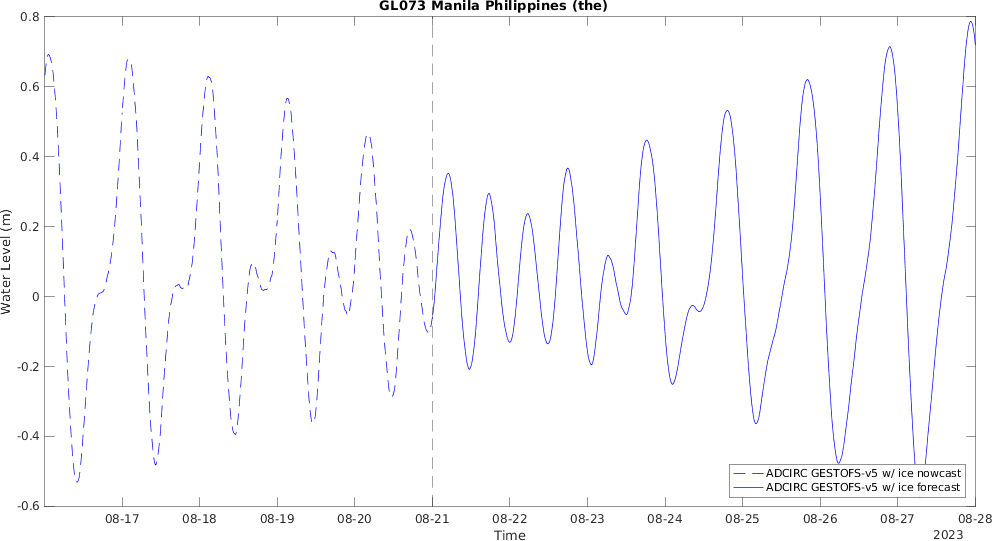 GL073 Manila Philippines (the)
Water Level (m)
0.8
0.6
0.4
0.2
0
-0.2
-0.4
-0.6
ADCIRC GESTOFS-v5 w/ ice nowcast
ADCIRC GESTOFS-v5 w/ ice forecast
08-17 08-18 08-19 08-20 08-21 08-22 08-23 08-24 08-25 08-26 08-27 08-28
Time
2023